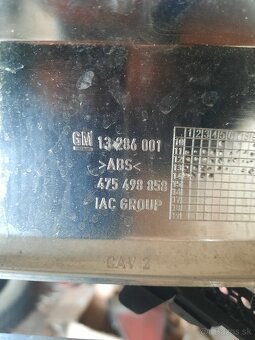 GM 13 286 001
>ABS<
475 498 858
IAC GROUP
CAV 2